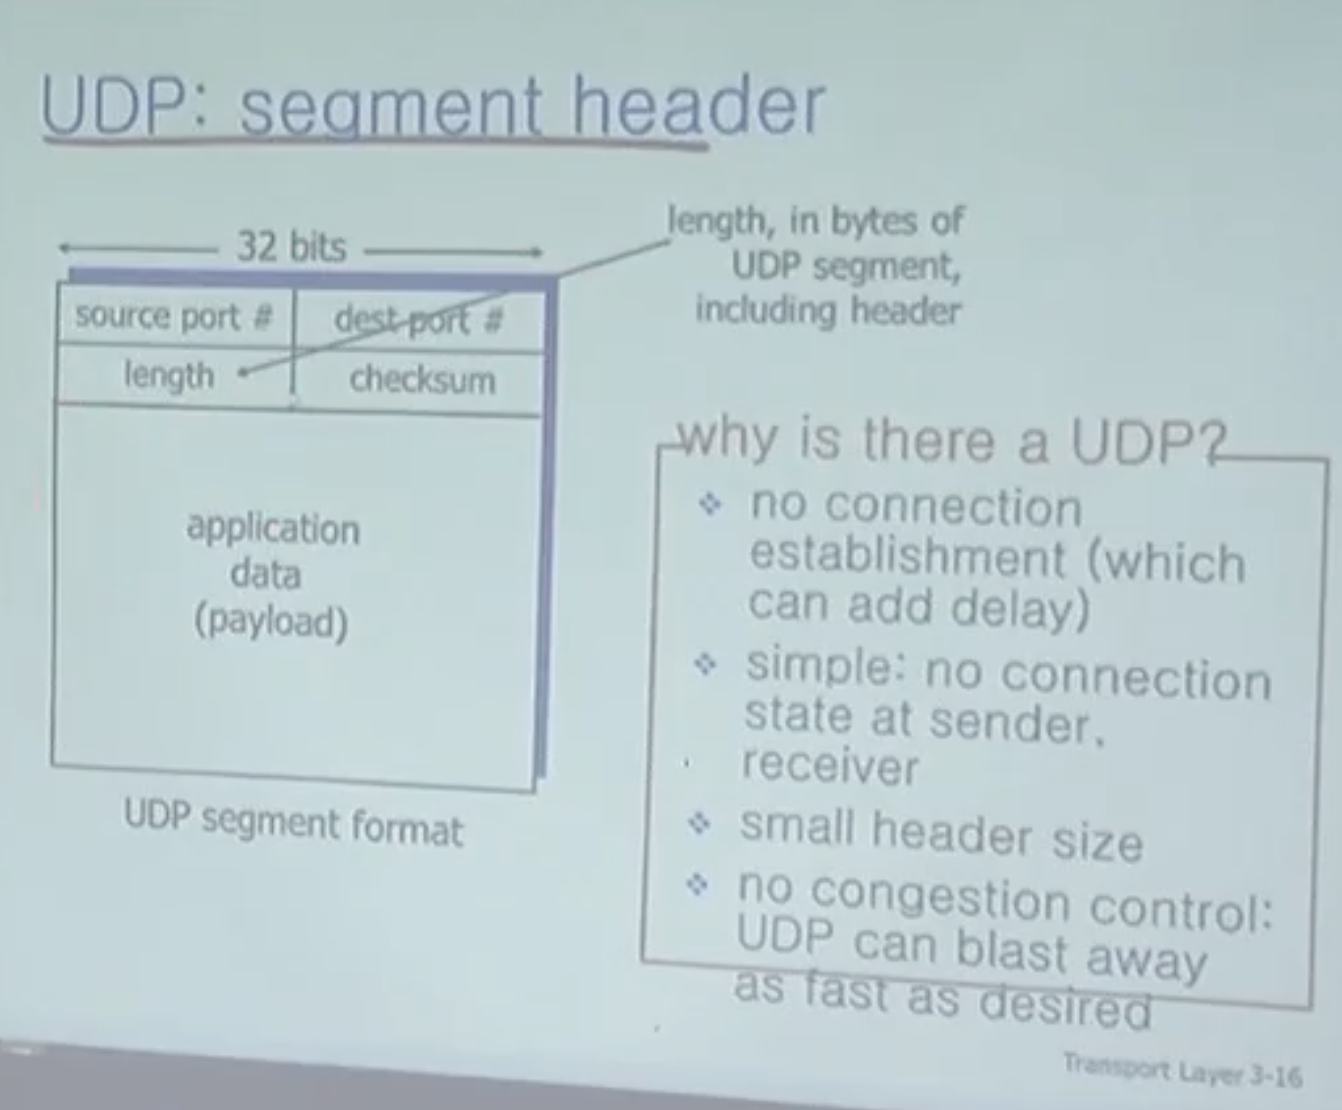 UDP: segment header
32 bits
length, in bytes of
UDP segment,
including header
source port #
dest port #
length
checksum
application
data
(payload)
UDP segment format
why is there a UDP?
no connection
establishment (which
can add delay)
simple: no connection
state at sender,
receiver
small header size
no congestion control:
UDP can blast away
as fast as desired
Transport Layer 3-16